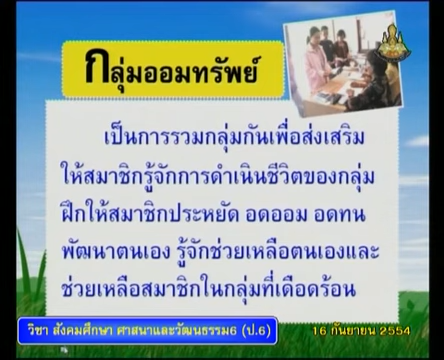 กลุ่มออมทรัพย์
เป็นการรวมกลุ่มกันเพื่อส่งเสริม
ให้สมาชิกรู้จักการดำเนินชีวิตของกลุ่ม
ฝึกให้สมาชิกประหยัด อดออม อดทน
พัฒนาตนเอง รู้จักช่วยเหลือตนเองและ
ช่วยเหลือสมาชิกในกลุ่มที่เดือดร้อน
วิชา สังคมศึกษา ศาสนาและวัฒนธรรม6 (ป.6)
16 กันยายน 2554